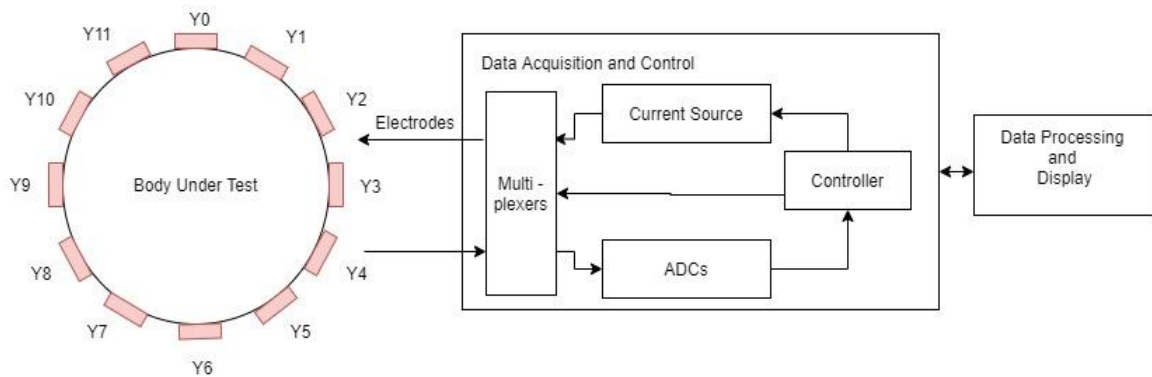 Y0
Y11
Y1
Y10
Y2
Y9
Body Under Test
Y3
Y8
Y4
Y7
Y5
Y6
Electrodes
Data Acquisition and Control
Multi -
plexers
Current Source
Controller
ADCs
Data Processing
and
Display